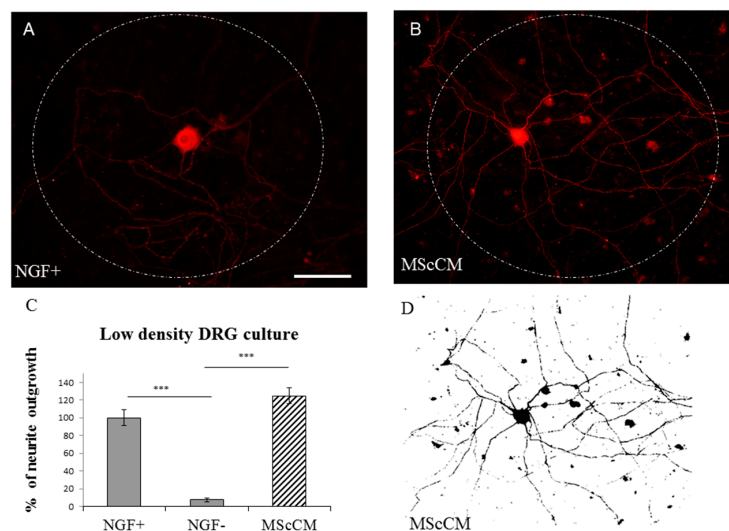 A
NGF+
B
MScCM
C
Low density DRG culture
% of neurite outgrowth
140
120
100
80
60
40
20
0
***
***
NGF+ NGF- MScCM
D
MScCM